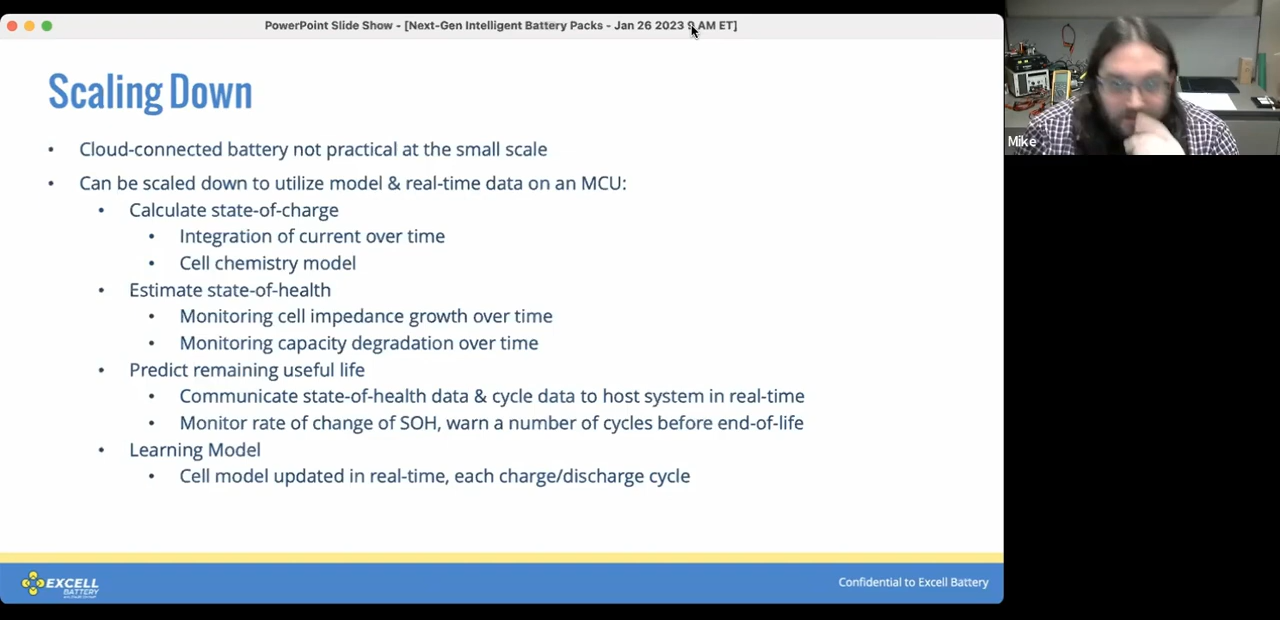 PowerPoint Slide Show - [Next-Gen Intelligent Battery Packs - Jan 26 2023 9 AM ET]
Scaling Down
• Cloud-connected battery not practical at the small scale
• Can be scaled down to utilize model & real-time data on an MCU:
• Calculate state-of-charge
• Integration of current over time
• Cell chemistry model
• Estimate state-of-health
• Monitoring cell impedance growth over time
• Monitoring capacity degradation over time
• Predict remaining useful life
• Communicate state-of-health data & cycle data to host system in real-time
• Monitor rate of change of SOH, warn a number of cycles before end-of-life
• Learning Model
• Cell model updated in real-time, each charge/discharge cycle
EXCELL
BATTERY
Confidential to Excell Battery
Mike